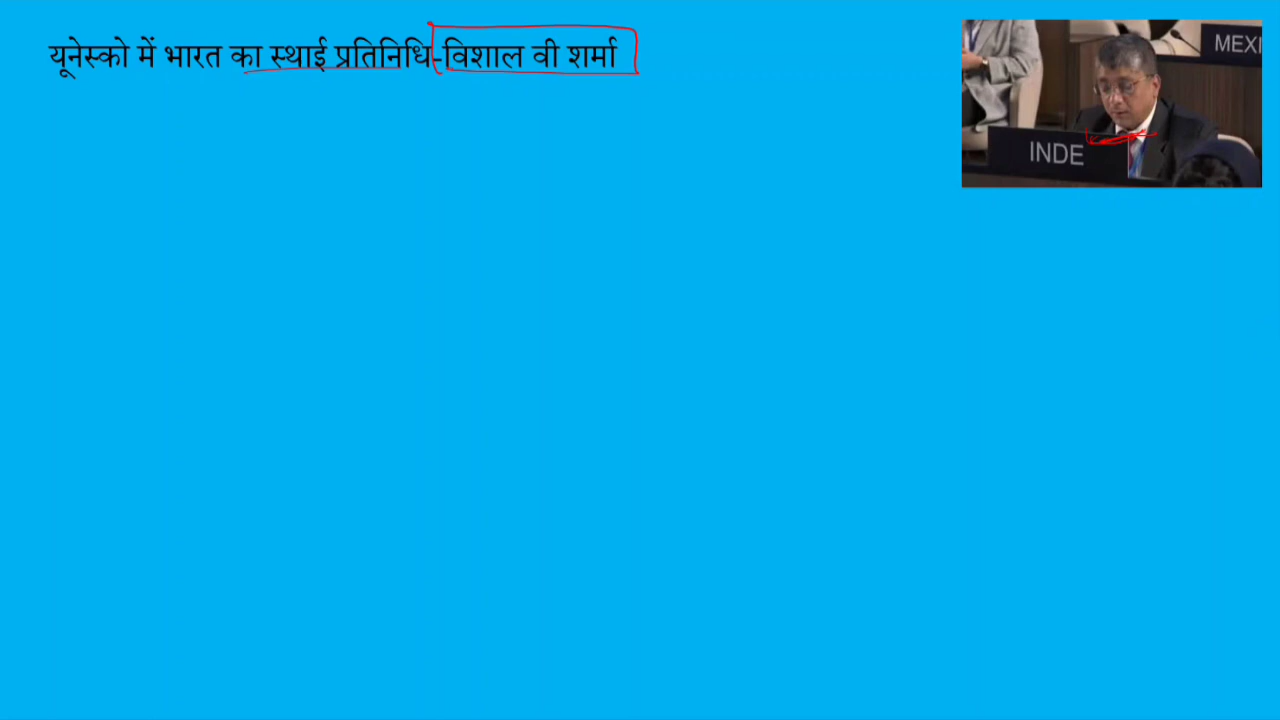 यूनेस्को में भारत का स्थाई प्रतिनिधि-विशाल वी शर्मा
MEXI
INDE